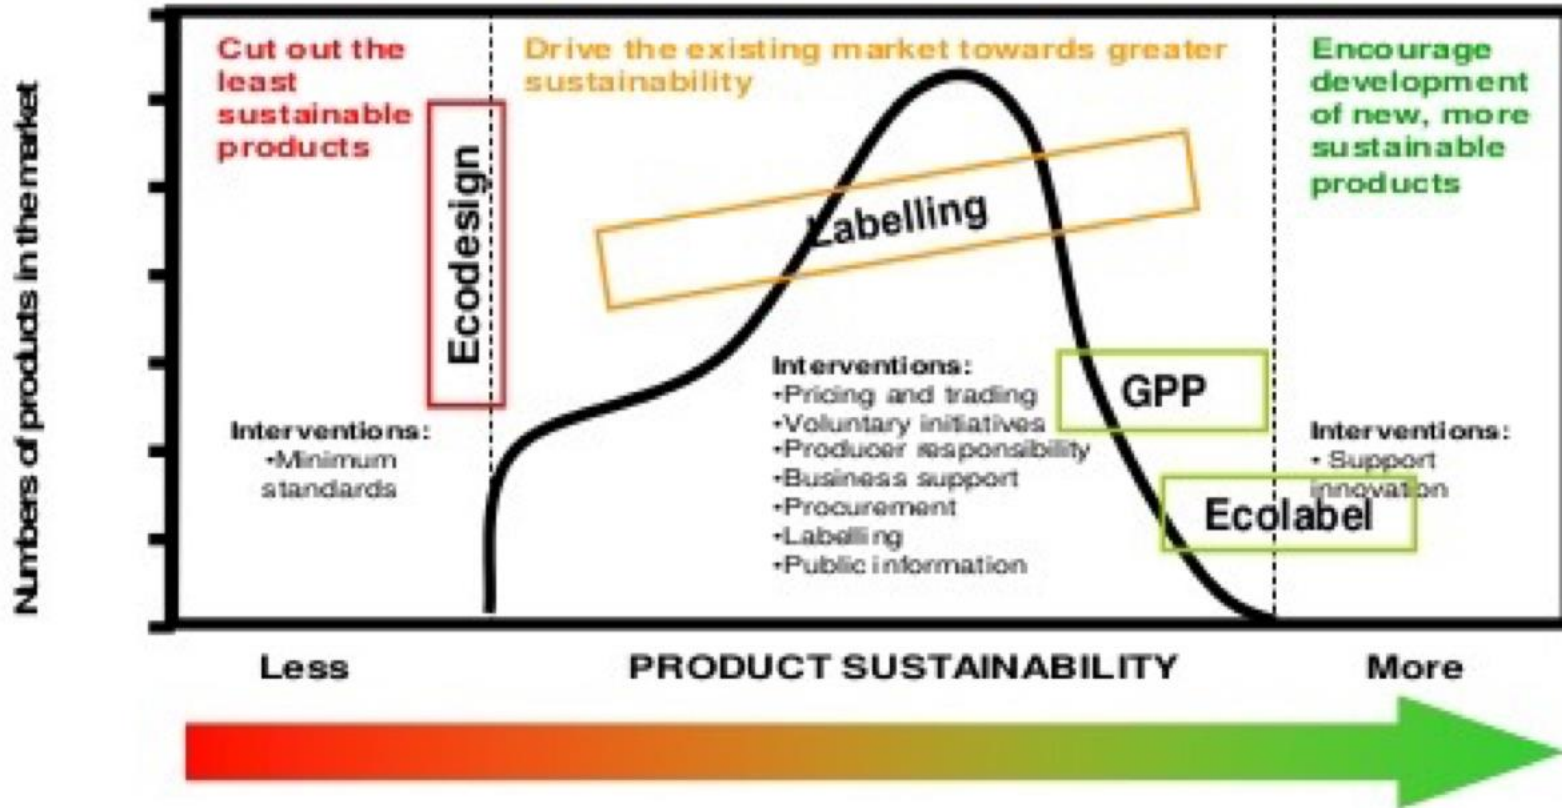 Numbers of products in the market
Cut out the
least
sustainable
products
Ecodesign
Interventions:
•Minimum
standards
Drive the existing market towards greater
sustainability
Labelling
Interventions:
•Pricing and trading
•Voluntary initiatives
•Producer responsibility
•Business support
•Procurement
•Labelling
•Public information
GPP
Ecolabel
Encourage
development
of new, more
sustainable
products
Interventions:
• Support
innovation
Less
PRODUCT SUSTAINABILITY
More